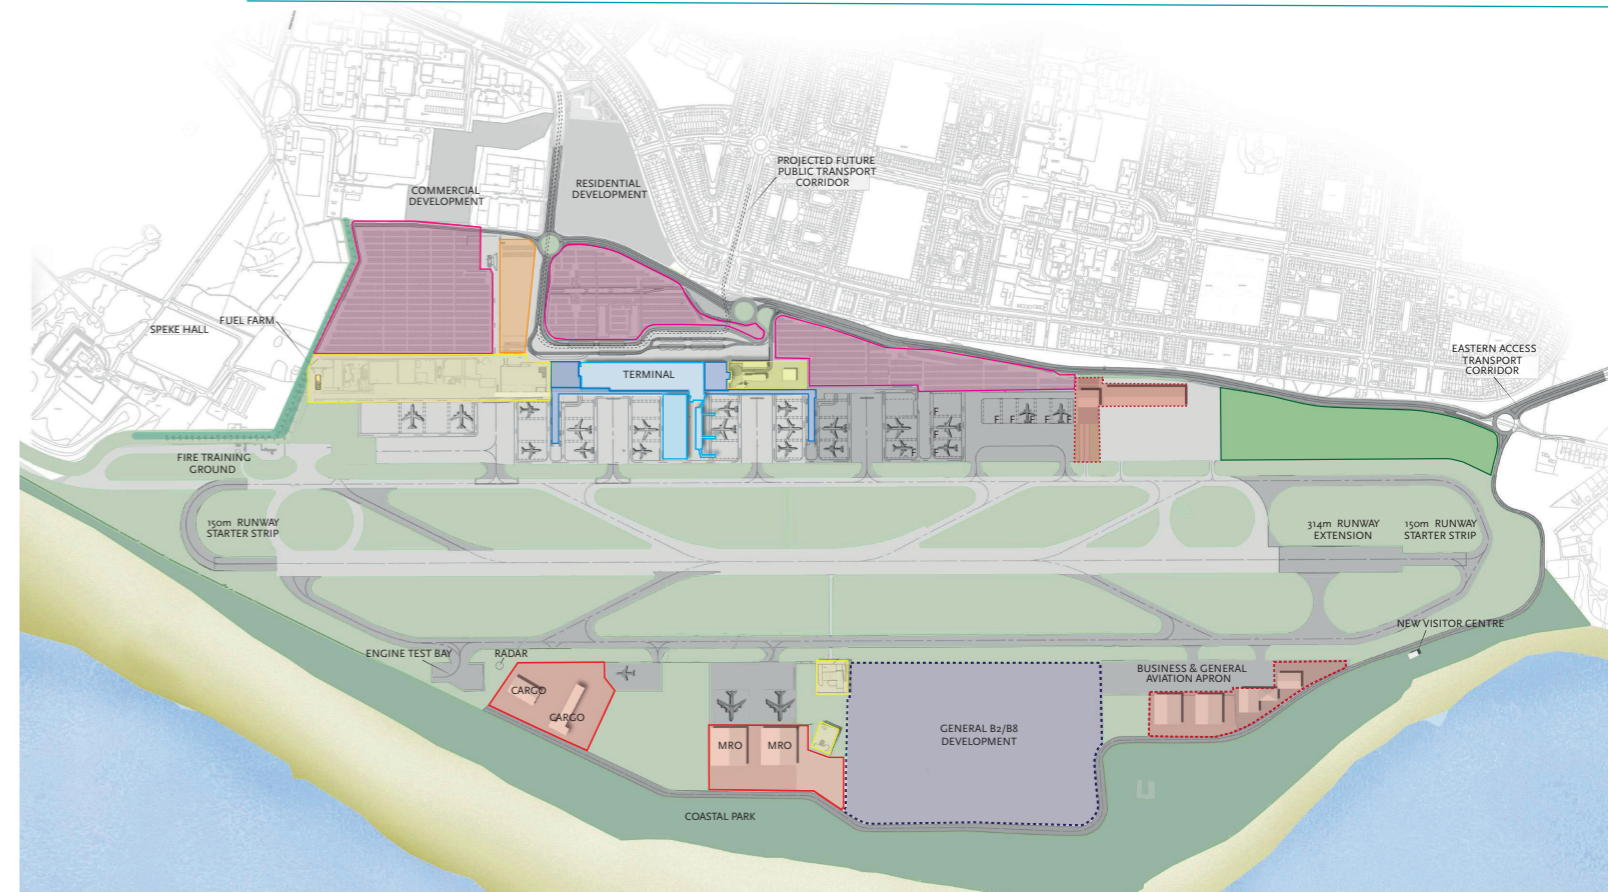 PROJECTED FUTURE
PUBLIC TRANSPORT
CORRIDOR
RESIDENTIAL
DEVELOPMENT
COMMERCIAL
DEVELOPMENT
SPEKE HALL
FUEL FARM
TERMINAL
EASTERN ACCESS
TRANSPORT
CORRIDOR
F
F
F
F
F
F
F
F
FIRE TRAINING
GROUND
150m RUNWAY
STARTER STRIP
314m RUNWAY
EXTENSION
150m RUNWAY
STARTER STRIP
NEW VISITOR CENTRE
ENGINE TEST BAY
RADAR
BUSINESS & GENERAL
AVIATION APRON
CARGO
CARGO
GENERAL B2/B8
DEVELOPMENT
MRO
MRO
COASTAL PARK